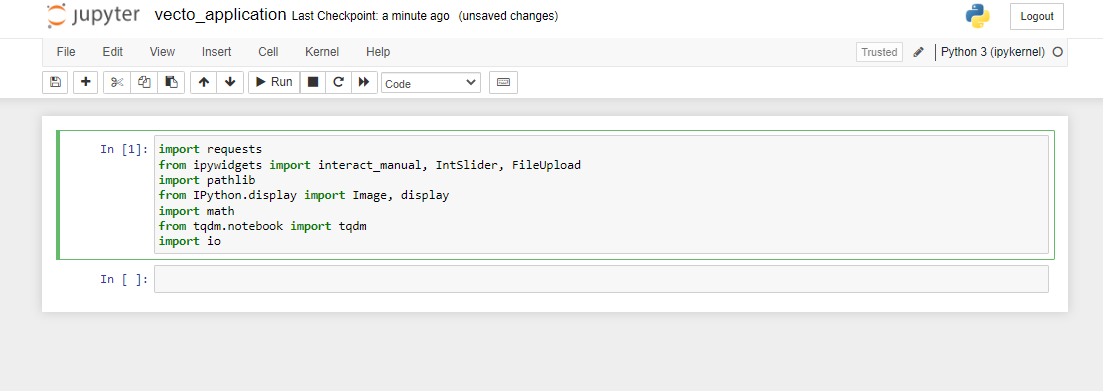 jupyter vecto_application Last Checkpoint: a minute ago (unsaved changes) Logout
File Edit View Insert Cell Kernel Help Trusted Python 3 (ipykernel)
Run Code
In [1]: import requests
from ipywidgets import interact_manual, IntSlider, FileUpload
import pathlib
from IPython.display import Image, display
import math
from tqdm.notebook import tqdm
import io
In [ ]: